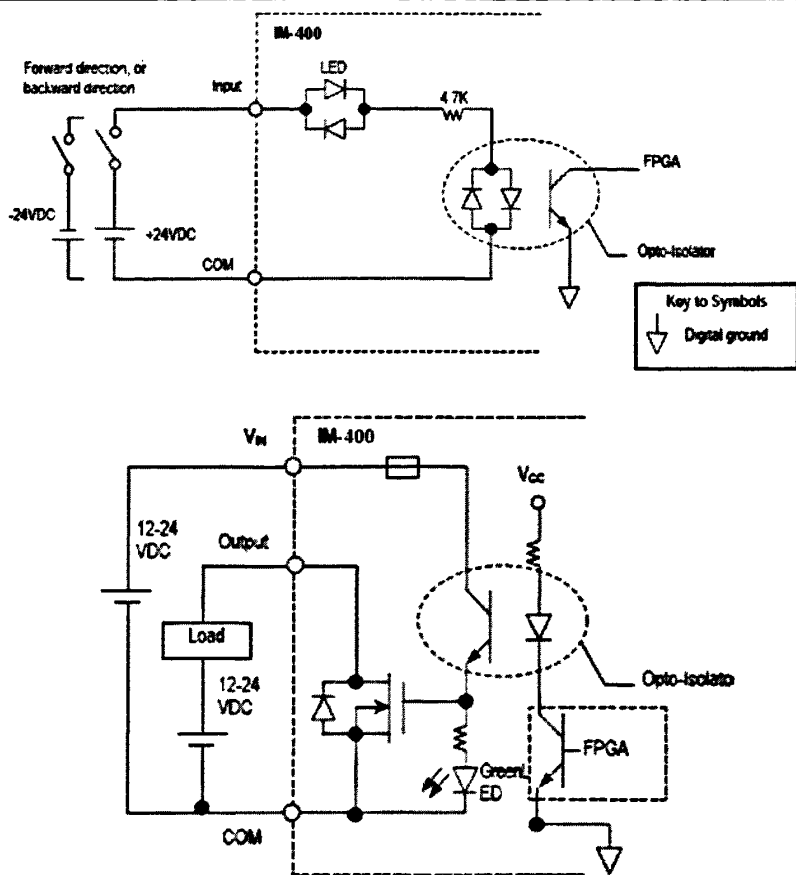 IM-400
Forward direction, or
backward direction
Input
LED
4.7K
FPGA
-24VDC
+24VDC
COM
Opto-Isolator
Key to Symbols
Digital ground
VIN
IM-400
VCC
12-24
VDC
Output
Load
12-24
VDC
Opto-Isolator
FPGA
Green
ED
COM